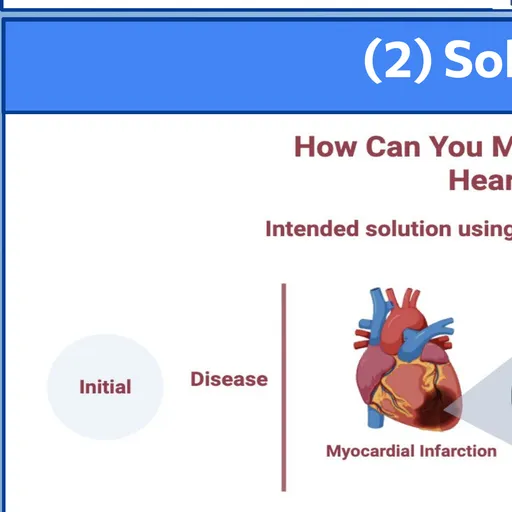 (2) Sol
How Can You M
Hear
Intended solution using
Initial
Disease
Myocardial Infarction